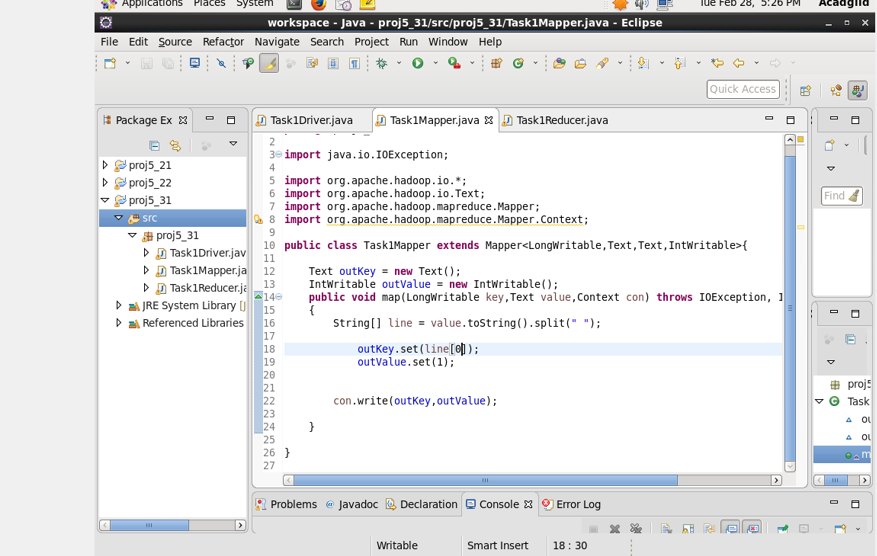 Applications Places System Tue Feb 28, 5:26 PM Acadgild
workspace - Java - proj5_31/src/proj5_31/Task1Mapper.java - Eclipse
File Edit Source Refactor Navigate Search Project Run Window Help
Quick Access
Package Ex
Task1Driver.java Task1Mapper.java Task1Reducer.java
proj5_21
proj5_22
proj5_31
src
proj5_31
Task1Driver.jav
Task1Mapper.ja
Task1Reducer.ja
JRE System Library [J
Referenced Libraries
2
3 import java.io.IOException;
4
5 import org.apache.hadoop.io.*;
6 import org.apache.hadoop.io.Text;
7 import org.apache.hadoop.mapreduce.Mapper;
8 import org.apache.hadoop.mapreduce.Mapper.Context;
9
10 public class Task1Mapper extends Mapper<LongWritable,Text,Text,IntWritable>{
11
12 Text outKey = new Text();
13 IntWritable outValue = new IntWritable();
14 public void map(LongWritable key,Text value,Context con) throws IOException, I
15 {
16 String[] line = value.toString().split(" ");
17
18 outKey.set(line[0]);
19 outValue.set(1);
20
21
22 con.write(outKey,outValue);
23
24 }
25
26 }
27
Find
proj5
Task
ou
ou
m
Problems Javadoc Declaration Console Error Log
Writable Smart Insert 18 : 30